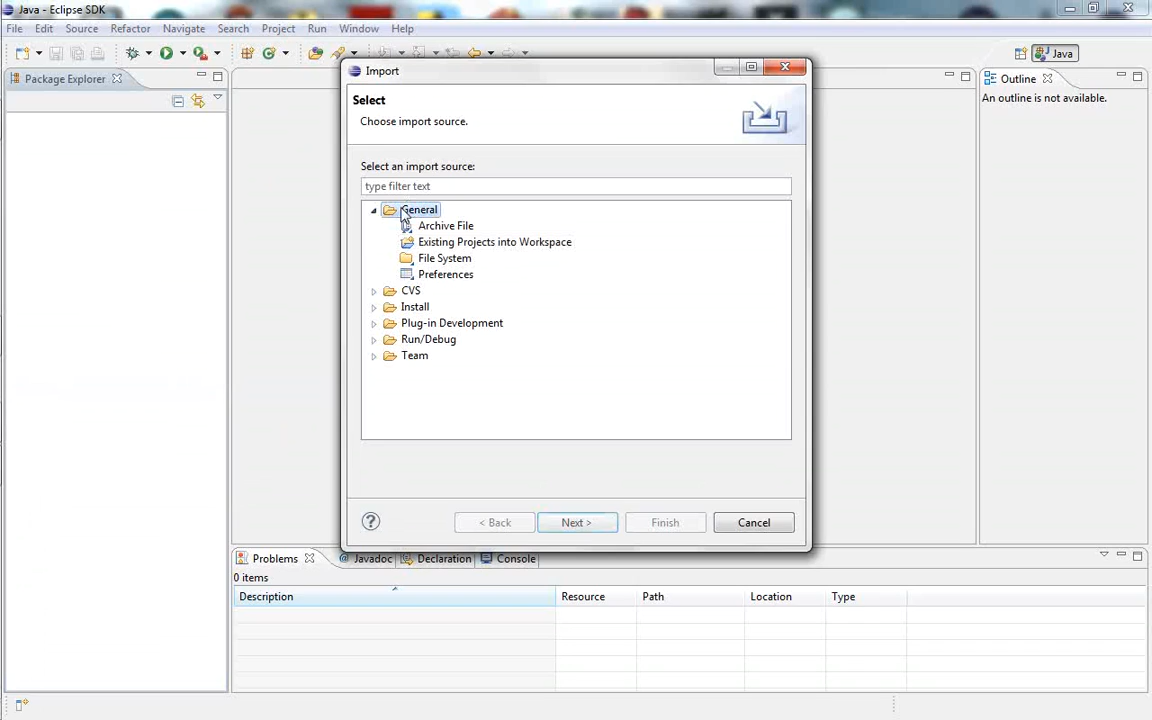 Java - Eclipse SDK
File Edit Source Refactor Navigate Search Project Run Window Help
Java
Package Explorer
Outline
An outline is not available.
Import
Select
Choose import source.
Select an import source:
type filter text
General
Archive File
Existing Projects into Workspace
File System
Preferences
CVS
Install
Plug-in Development
Run/Debug
Team
? < Back Next > Finish Cancel
Problems @ Javadoc Declaration Console
0 items
Description Resource Path Location Type